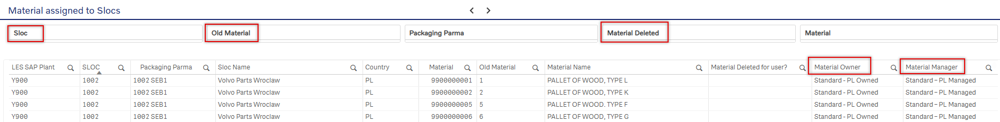 Material assigned to Slocs
Sloc Old Material Packaging Parma Material Deleted Material
LES SAP Plant SLOC Packaging Parma Sloc Name Country Material Old Material Material Name Material Deleted for user? Material Owner Material Manager
Y900 1002 1002 SEB1 Volvo Parts Wroclaw PL 9900000001 1 PALLET OF WOOD, TYPE L Standard - PL Owned Standard – PL Managed
Y900 1002 1002 SEB1 Volvo Parts Wroclaw PL 9900000002 2 PALLET OF WOOD, TYPE K Standard - PL Owned Standard – PL Managed
Y900 1002 1002 SEB1 Volvo Parts Wroclaw PL 9900000005 5 PALLET OF WOOD. TYPE F Standard - PL Owned Standard – PL Managed
Y900 1002 1002 SEB1 Volvo Parts Wroclaw PL 9900000006 6 PALLET OF WOOD, TYPE G Standard - PL Owned Standard – PL Managed